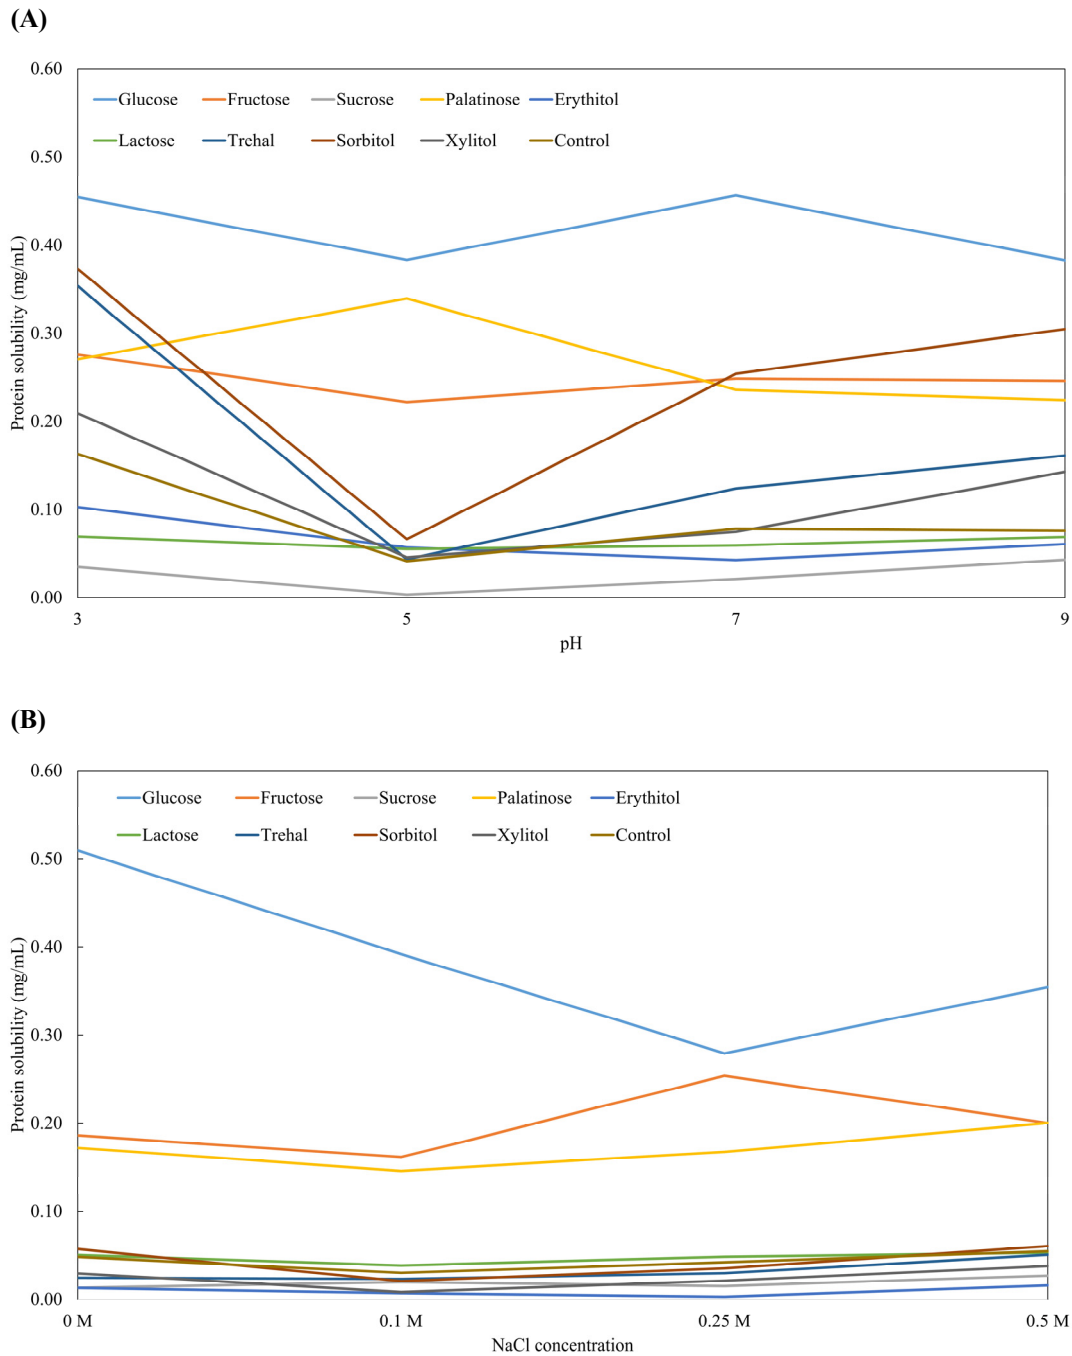 (A)
0.60
Glucose Fructose Sucrose Palatinose Erythitol
Lactose Trehal Sorbitol Xylitol Control
0.50
0.40
0.30
0.20
0.10
0.00
Protein solubility (mg/mL)
3 5 7 9
pH
(B)
0.60
Glucose Fructose Sucrose Palatinose Erythitol
Lactose Trehal Sorbitol Xylitol Control
0.50
0.40
0.30
0.20
0.10
0.00
Protein solubility (mg/mL)
0 M 0.1 M 0.25 M 0.5 M
NaCl concentration